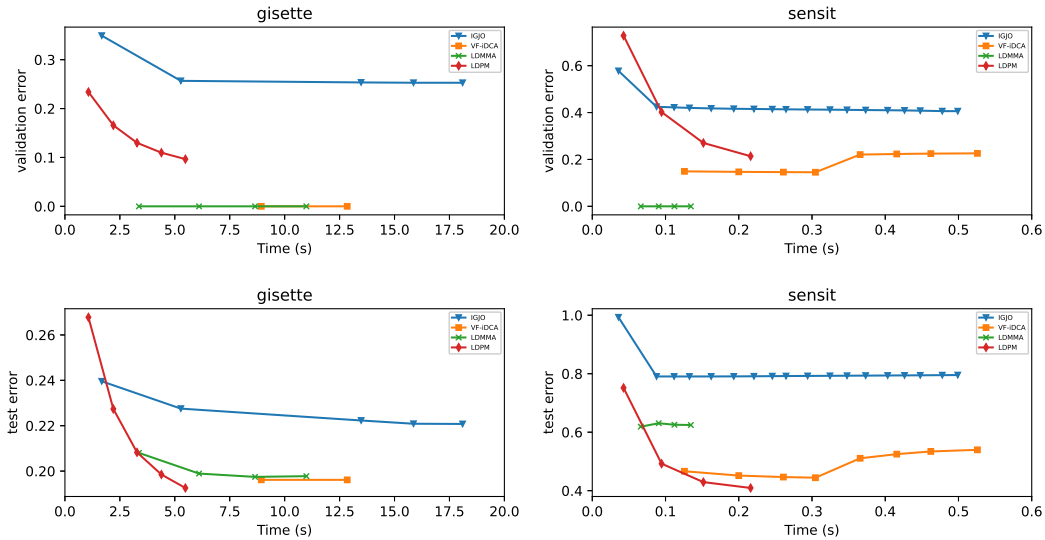 gisette
validation error
0.3
0.2
0.1
0.0
IGJO
VF-iDCA
LDMMA
LDPM
0.0 2.5 5.0 7.5 10.0 12.5 15.0 17.5 20.0
Time (s)
sensit
validation error
0.6
0.4
0.2
0.0
IGJO
VF-iDCA
LDMMA
LDPM
0.0 0.1 0.2 0.3 0.4 0.5 0.6
Time (s)
gisette
test error
0.26
0.24
0.22
0.20
IGJO
VF-iDCA
LDMMA
LDPM
0.0 2.5 5.0 7.5 10.0 12.5 15.0 17.5 20.0
Time (s)
sensit
test error
1.0
0.8
0.6
0.4
IGJO
VF-iDCA
LDMMA
LDPM
0.0 0.1 0.2 0.3 0.4 0.5 0.6
Time (s)